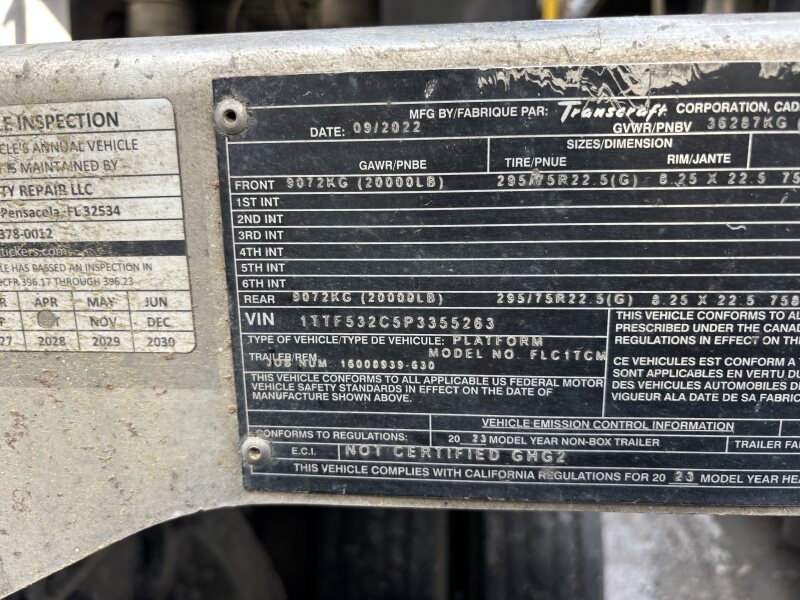 LE INSPECTION
CLE'S ANNUAL VEHICLE
T IS MAINTAINED BY
TY REPAIR LLC
Pensacola, FL 32534
378-0012
tickers.com
LE HAS PASSED AN INSPECTION IN
CFR 396.17 THROUGH 396.23
R APR MAY JUN
NOV DEC
27 2028 2029 2030
MFG BY/FABRIQUE PAR: Transcraft CORPORATION, CAD
DATE: 09/2022 GVWR/PNBV 36287KG
SIZES/DIMENSION
GAWR/PNBE TIRE/PNUE RIM/JANTE
FRONT 9072KG (20000LB) 295/75R22.5(G) 8.25 X 22.5 75
1ST INT
2ND INT
3RD INT
4TH INT
5TH INT
6TH INT
REAR 9072KG (20000LB) 295/75R22.5(G) 8.25 X 22.5 758
VIN 1TTF532C5P3355263
TYPE OF VEHICLE/TYPE DE VEHICULE: PLATFORM
TRAILER/REM MODEL NO. FLC1TCM
JOB NUM 16008939-630
THIS VEHICLE CONFORMS TO ALL APPLICABLE US FEDERAL MOTOR
VEHICLE SAFETY STANDARDS IN EFFECT ON THE DATE OF
MANUFACTURE SHOWN ABOVE.
THIS VEHICLE CONFORMS TO AL
PRESCRIBED UNDER THE CANA
REGULATIONS IN EFFECT ON TH
CE VEHICULES EST CONFORM A
SONT APPLICABLES EN VERTU DU
DES VEHICULES AUTOMOBILES D
VIGUEUR ALA DATE DE SA FABRIC
VEHICLE EMISSION CONTROL INFORMATION
CONFORMS TO REGULATIONS: 20 23 MODEL YEAR NON-BOX TRAILER TRAILER FA
E.C.I. NOT CERTIFIED GHG2
THIS VEHICLE COMPLIES WITH CALIFORNIA REGULATIONS FOR 20 23 MODEL YEAR HEA